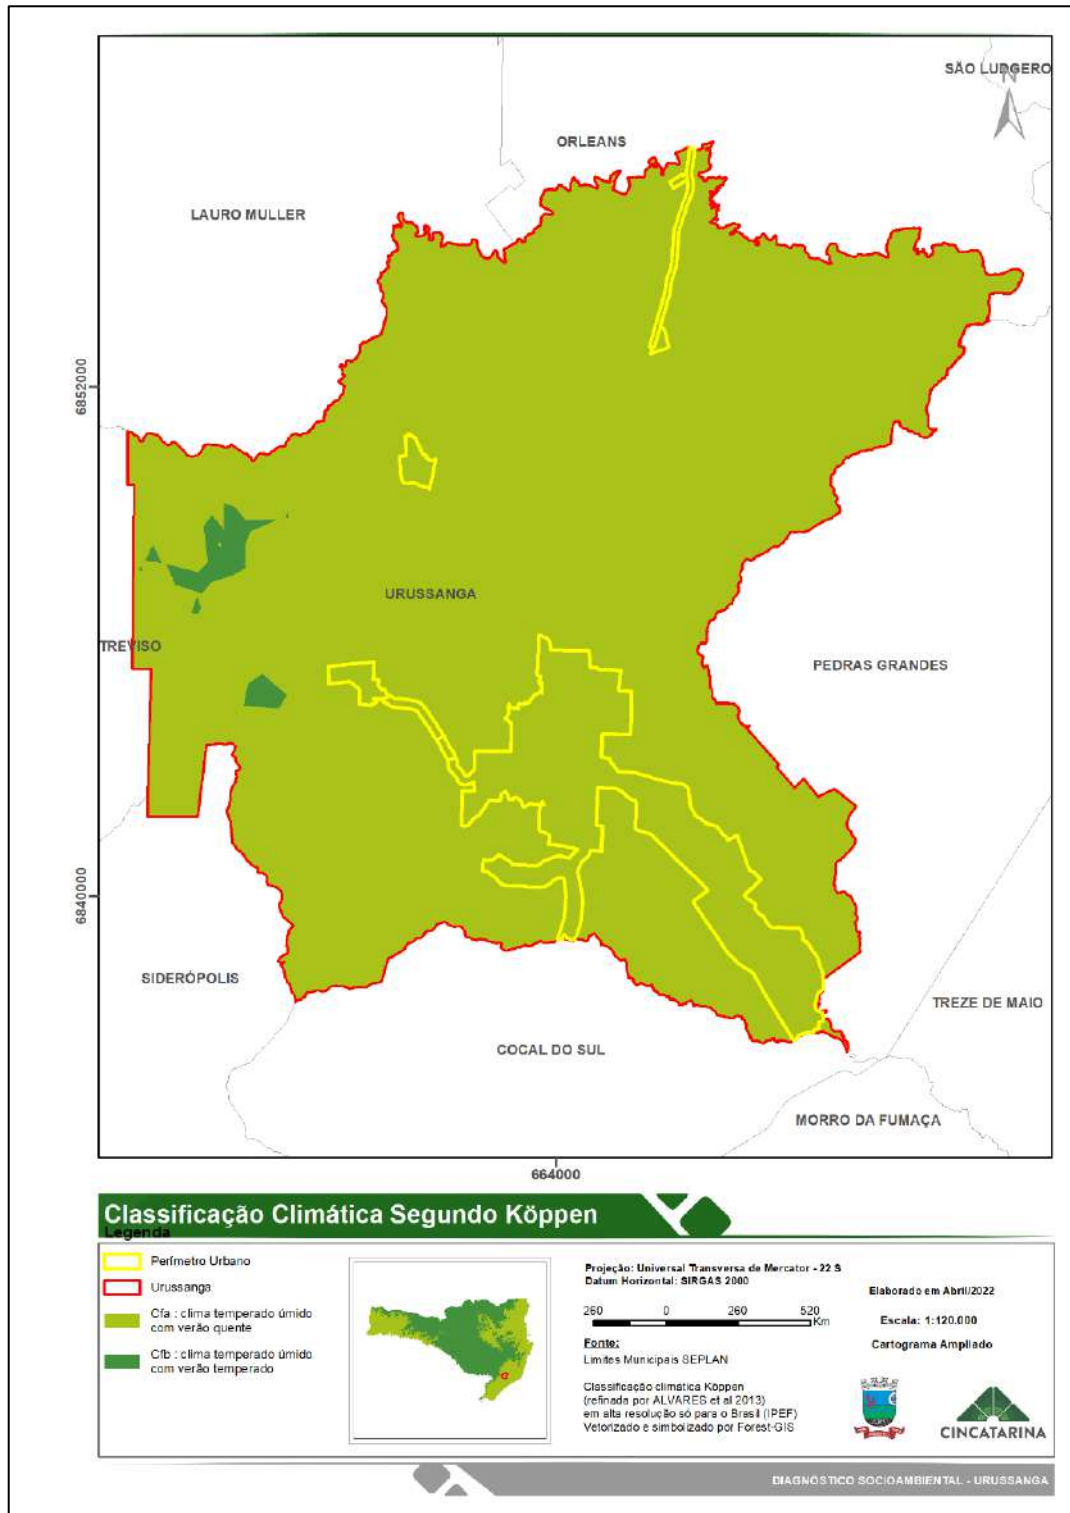 SÃO LUDGERO
N
ORLEANS
LAURO MULLER
6852000
URUSSANGA
TREVISO
PEDRAS GRANDES
6840000
SIDERÓPOLIS
TREZE DE MAIO
COCAL DO SUL
MORRO DA FUMAÇA
664000
Classificação Climática Segundo Köppen
Legenda
Perímetro Urbano
Urussanga
Cfa : clima temperado úmido
com verão quente
Cfb : clima temperado úmido
com verão temperado
Projeção: Universal Transversa de Mercator - 22 S
Datum Horizontal: SIRGAS 2000
260 0 260 520
Km
Fonte:
Limites Municipais SEPLAN
Classificação climática Köppen
(refinada por ALVARES et al 2013)
em alta resolução só para o Brasil (IPEF)
Vetorizado e simbolizado por Forest-GIS
Elaborado em Abril/2022
Escala: 1:120.000
Cartograma Ampliado
CINCATARINA
DIAGNÓSTICO SOCIOAMBIENTAL - URUSSANGA